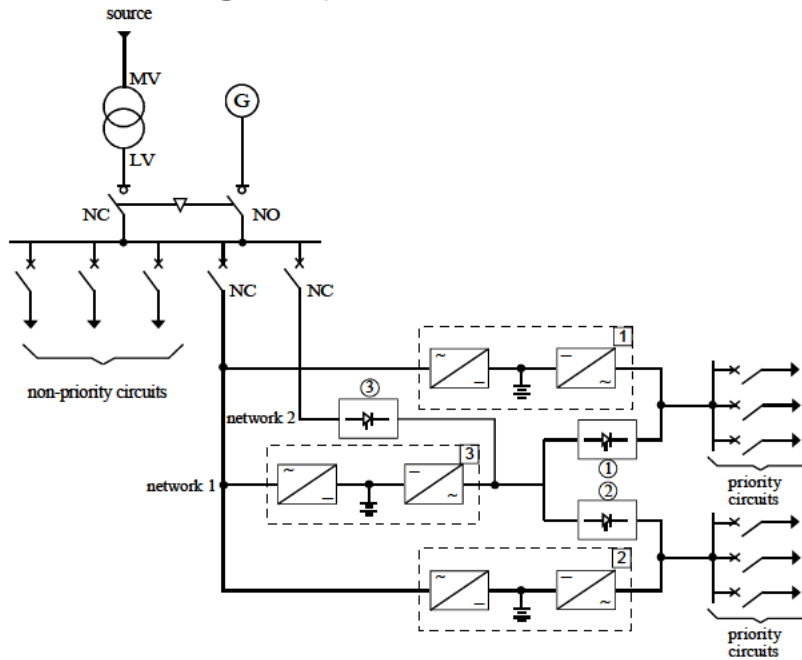 source
MV
G
LV
NC
NO
NC
NC
non-priority circuits
1
3
network 2
3
1
network 1
2
priority
circuits
2
priority
circuits